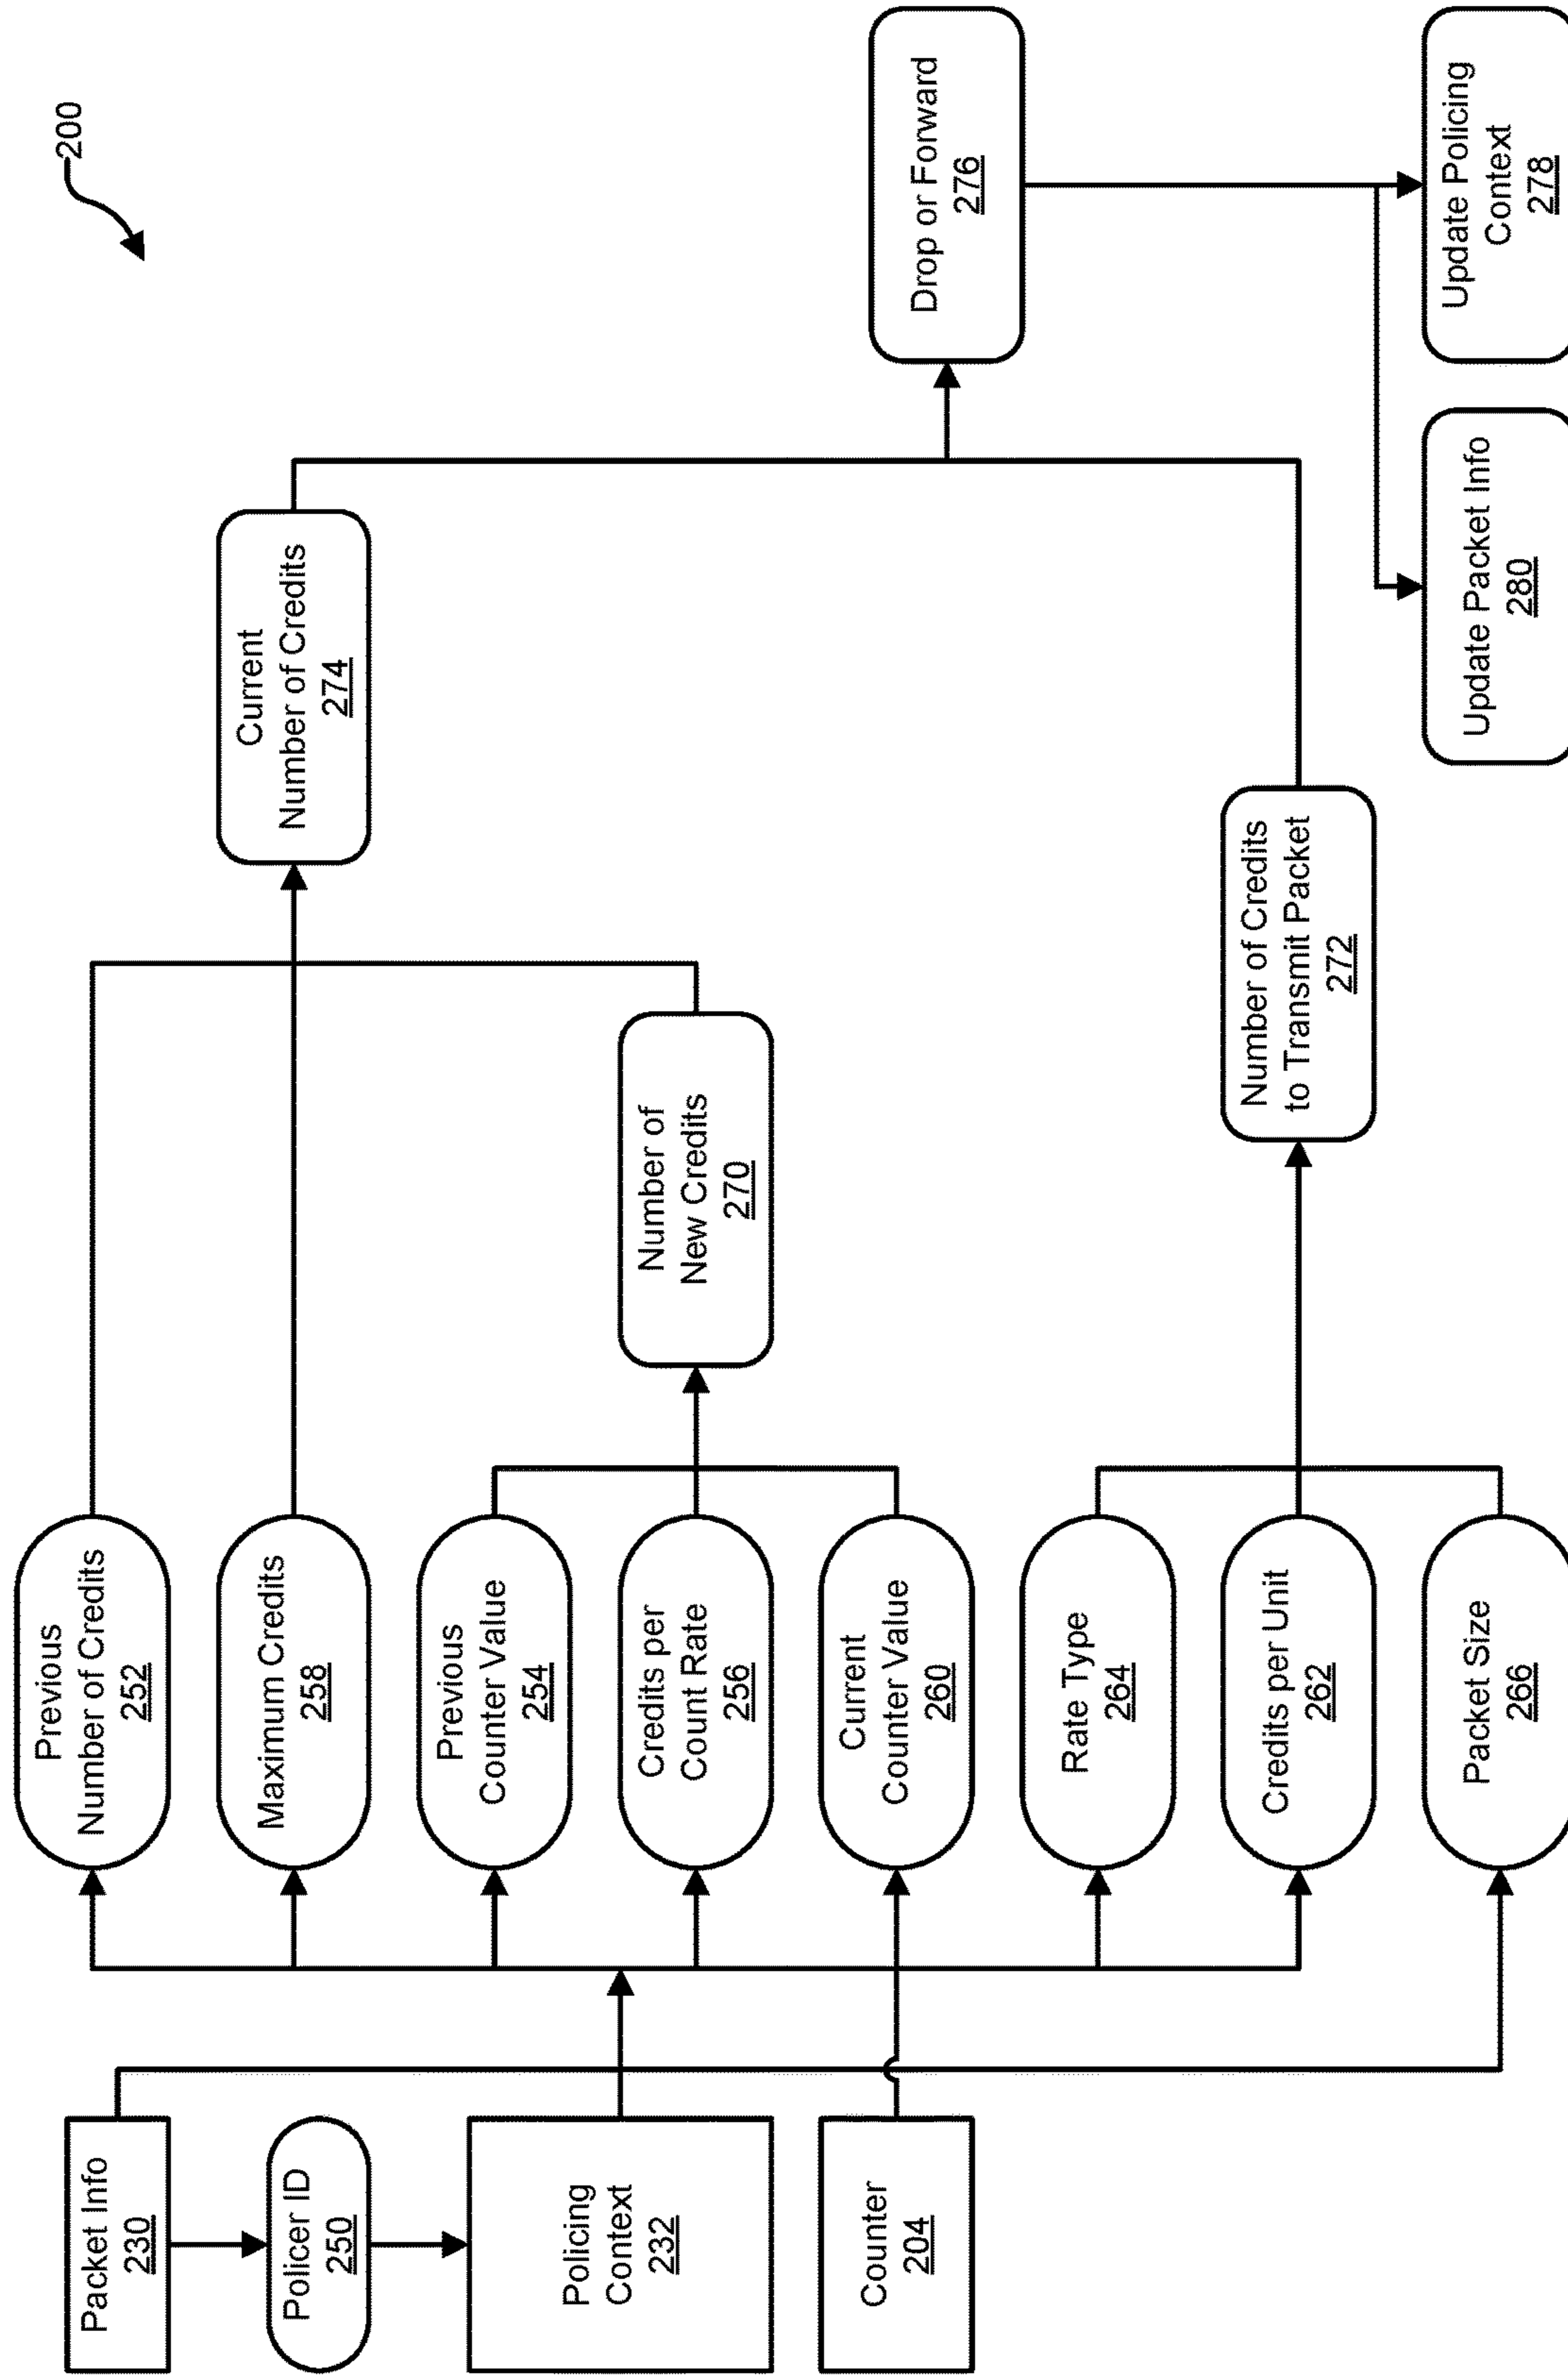 200
Packet Info
230
Policer ID
250
Policing
Context
232
Counter
204
Previous
Number of Credits
252
Maximum Credits
258
Previous
Counter Value
254
Credits per
Count Rate
256
Current
Counter Value
260
Rate Type
264
Credits per Unit
262
Packet Size
266
Number of
New Credits
270
Number of Credits
to Transmit Packet
272
Current
Number of Credits
274
Drop or Forward
276
Update Packet Info
280
Update Policing
Context
278